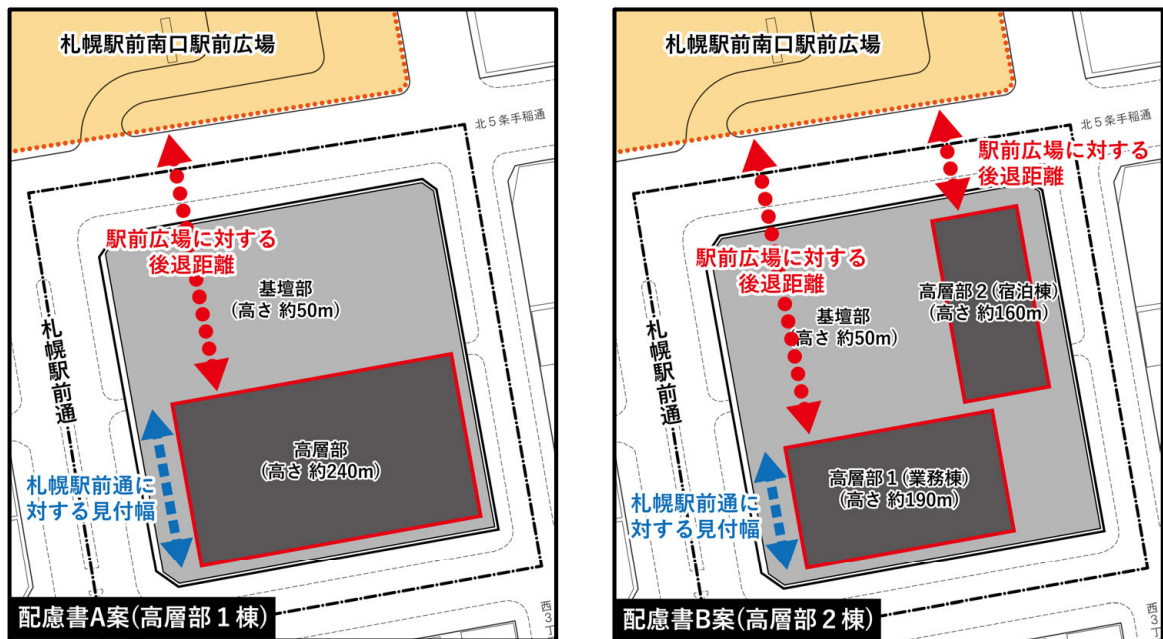 札幌駅前南口駅前広場
北5条手稲通
駅前広場に対する
後退距離
基壇部
(高さ 約50m)
札幌駅前通
高層部
(高さ 約240m)
札幌駅前通に
対する見付幅
配慮書A案(高層部1棟)
西3
札幌駅前南口駅前広場
北5条手稲通
駅前広場に対する
後退距離
駅前広場に対する
後退距離
高層部2(宿泊棟)
(高さ 約160m)
基壇部
(高さ 約50m)
札幌駅前通
高層部1(業務棟)
(高さ 約190m)
札幌駅前通に
対する見付幅
配慮書B案(高層部2棟)
西3